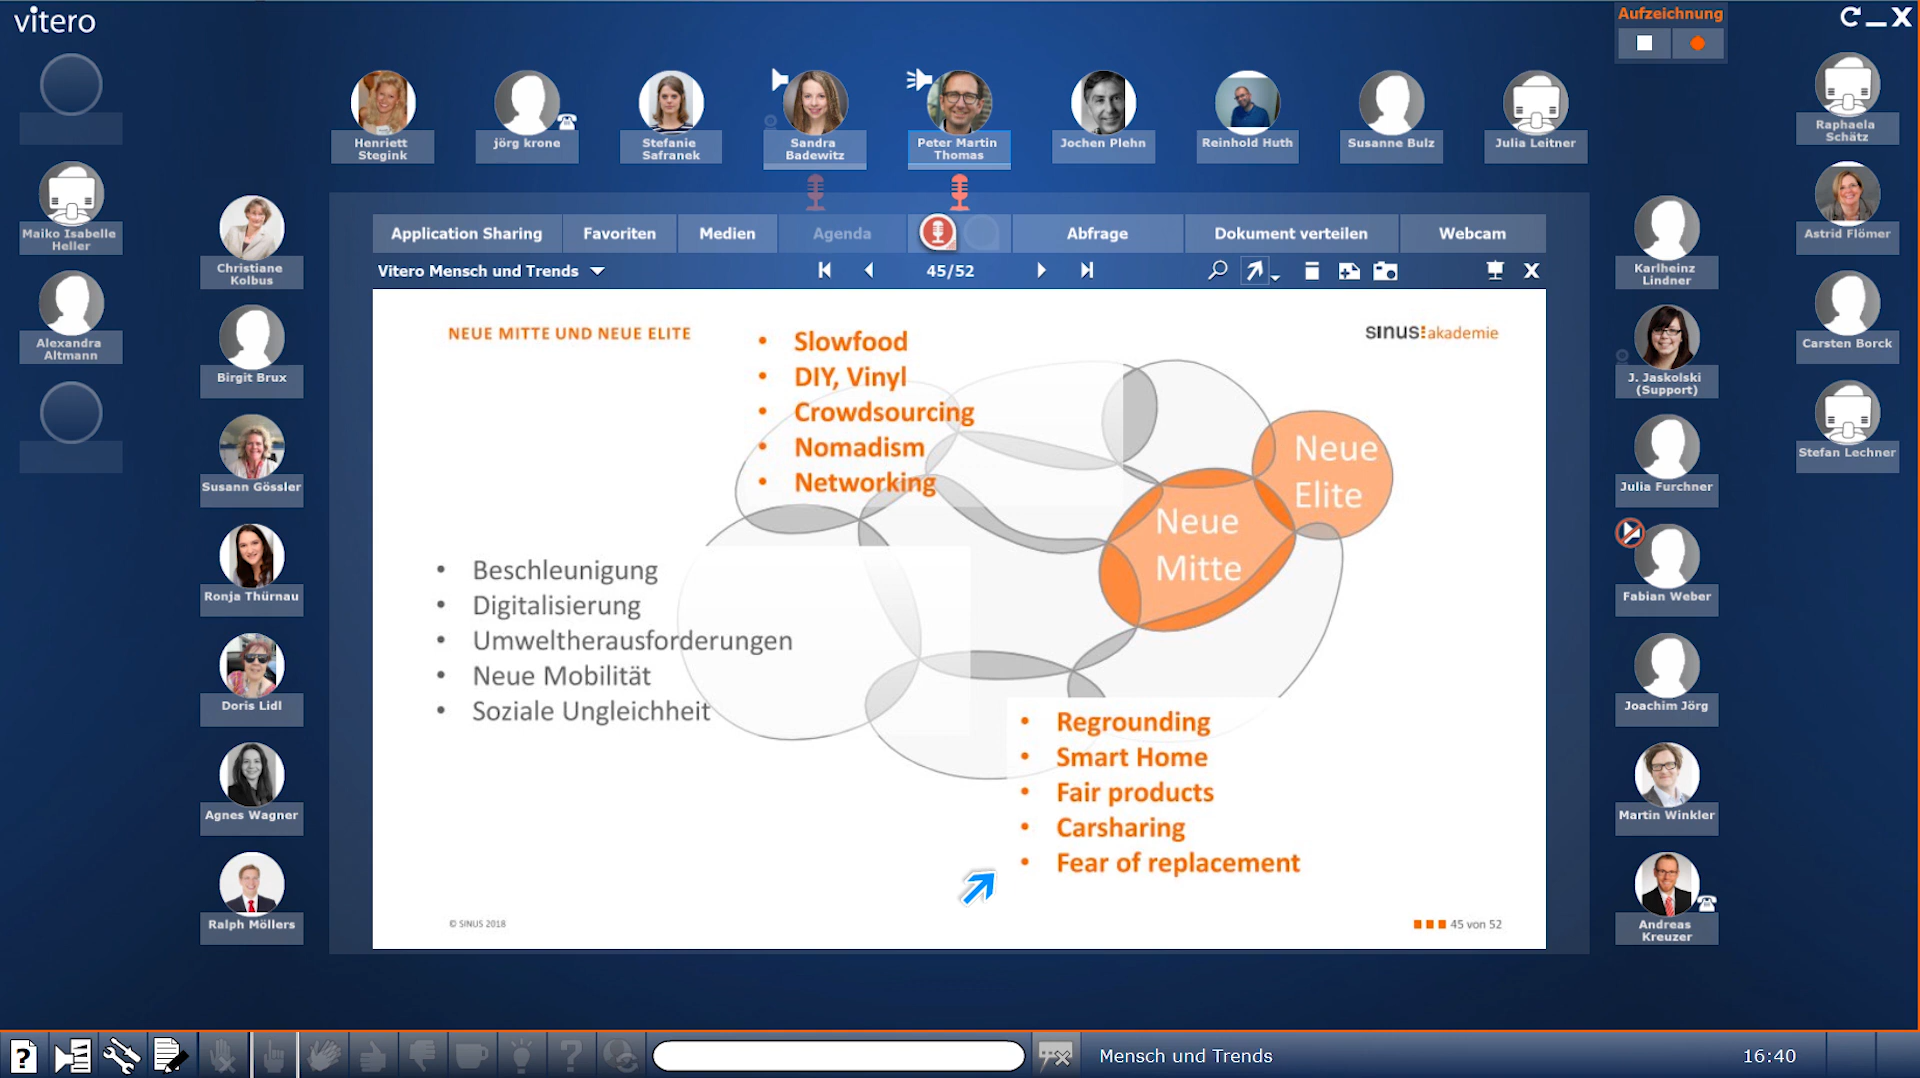 vitero
Aufzeichnung
Henriett
Stegink
jörg krone
Stefanie
Safranek
Sandra
Badewitz
Peter Martin
Thomas
Jochen Plehn
Reinhold Huth
Susanne Bulz
Julia Leitner
Raphaela
Schätz
Maiko Isabelle
Heller
Alexandra
Altmann
Christiane
Kolbus
Birgit Brux
Susann Gössler
Ronja Thürnau
Doris Lidl
Agnes Wagner
Ralph Möllers
Application Sharing
Favoriten
Medien
Agenda
Abfrage
Dokument verteilen
Webcam
Vitero Mensch und Trends
45/52
NEUE MITTE UND NEUE ELITE
sinus:akademie
• Slowfood
• DIY, Vinyl
• Crowdsourcing
• Nomadism
• Networking
Neue
Elite
Neue
Mitte
• Beschleunigung
• Digitalisierung
• Umweltherausforderungen
• Neue Mobilität
• Soziale Ungleichheit
• Regrounding
• Smart Home
• Fair products
• Carsharing
• Fear of replacement
© SINUS 2018
45 von 52
Karlheinz
Lindner
J. Jaskolski
(Support)
Julia Furchner
Fabian Weber
Joachim Jörg
Martin Winkler
Andreas
Kreuzer
Astrid Flömer
Carsten Borck
Stefan Lechner
Mensch und Trends
16:40